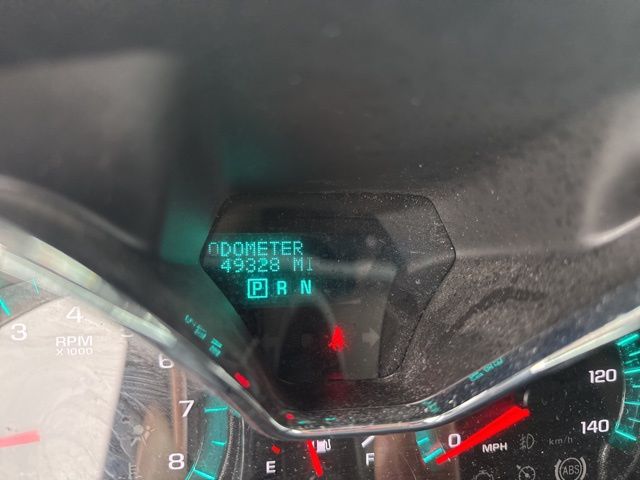 ODOMETER
49328 MI
P R N
3
4
RPM
X1000
6
7
8
E
F
0
MPH
km/h
120
140
ABS